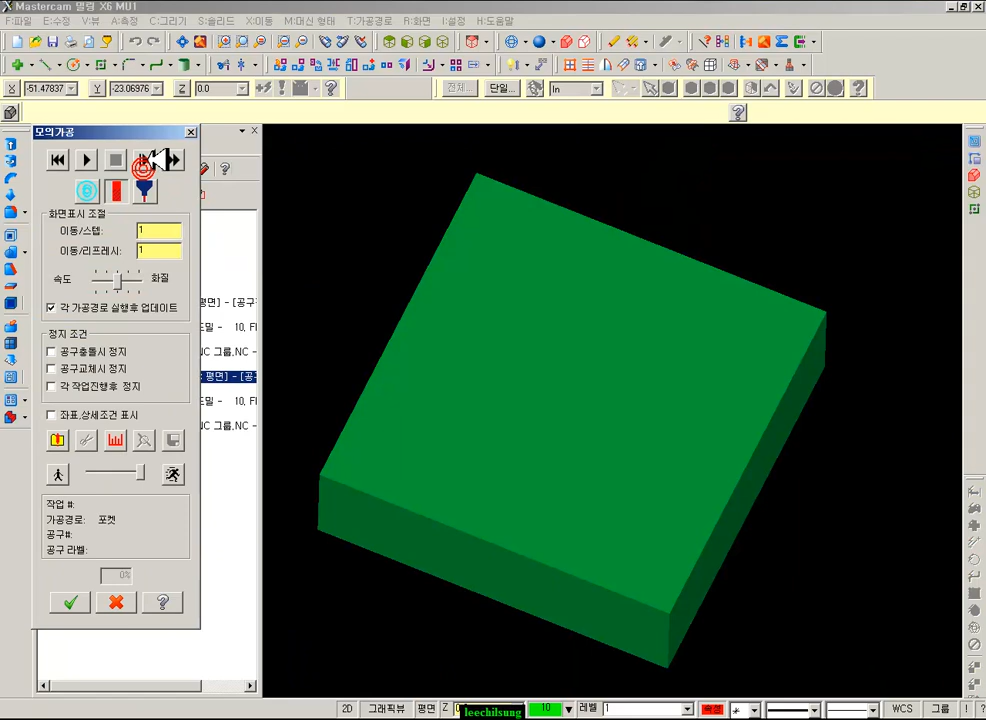 Mastercam 밀링 X6 MU1
F:파일 E:수정 V:뷰 A:측정 C:그리기 S:솔리드 X:이동 M:머신 형태 T:가공경로 R:화면 I:설정 H:도움말
X -51.47837 Y -23.06976 Z 0.0 전체... 단일... In
모의가공
화면표시 조절
이동/스텝: 1
이동/리프레시: 1
속도 화질
각 가공경로 실행후 업데이트
정지 조건
공구충돌시 정지
공구교체시 정지
각 작업진행후 정지
좌표,상세조건 표시
작업 #:
가공경로: 포켓
공구#:
공구 라벨:
0%
평면] - [공구
드밀 - 10, Fl
NC 그룹,NC -
평면] - [공
드밀 - 10, Fl
NC 그룹,NC -
2D 그래픽뷰 평면 Z 10 레벨 1 속성 WCS 그룹 ! ?
leechilsung